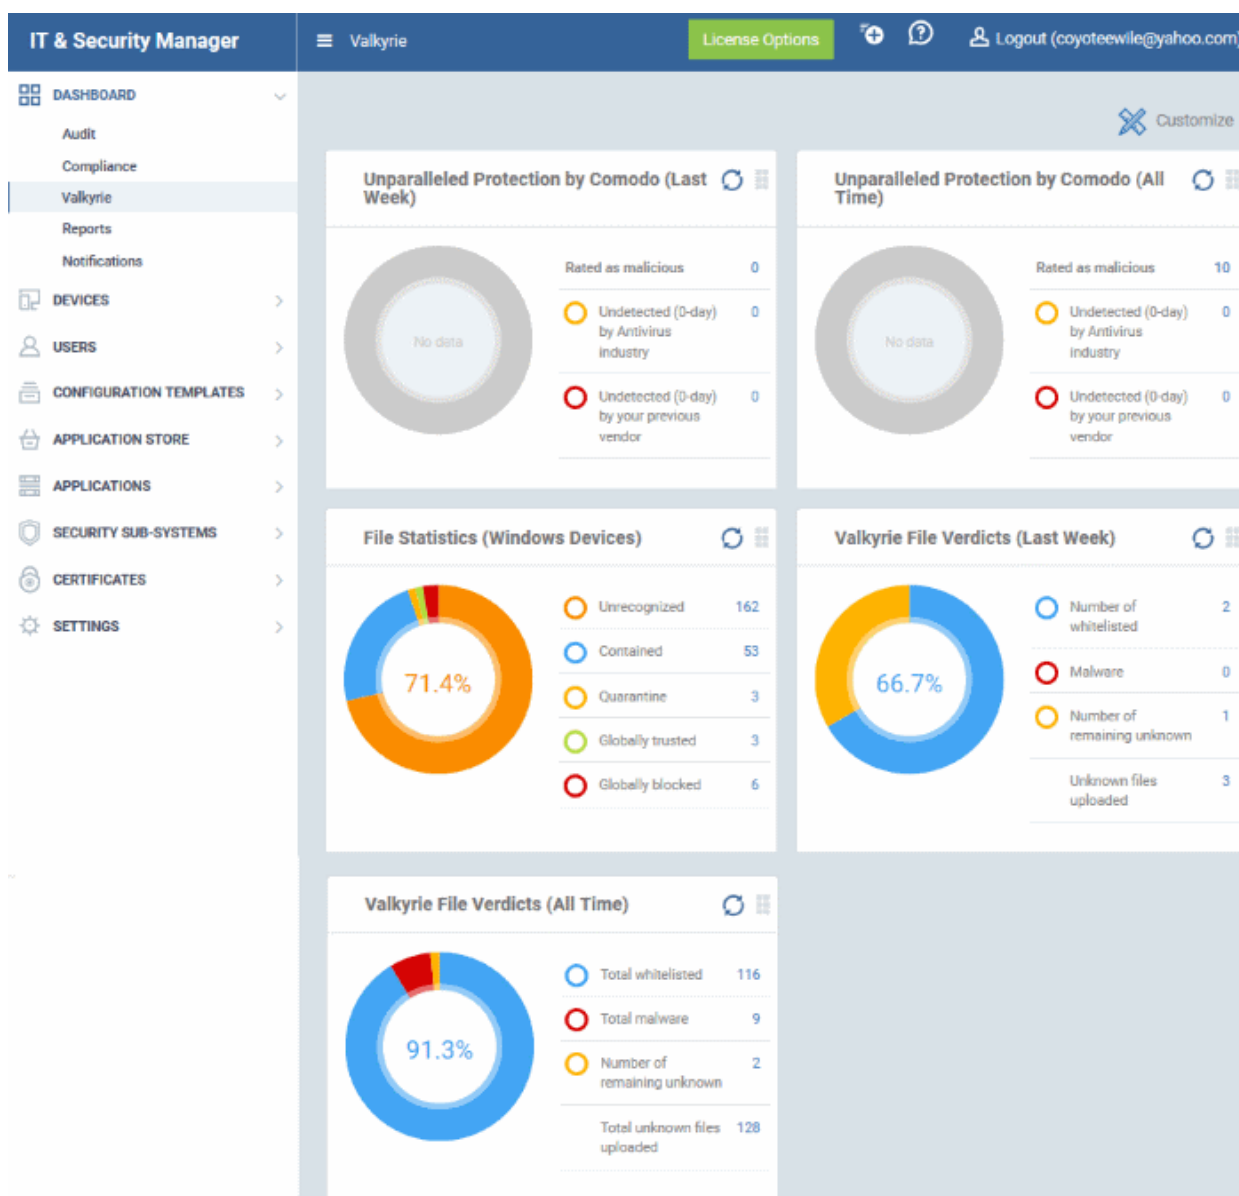 IT & Security Manager
Valkyrie
License Options
Logout (coyoteewile@yahoo.com)
DASHBOARD
Audit
Compliance
Valkyrie
Reports
Notifications
DEVICES
USERS
CONFIGURATION TEMPLATES
APPLICATION STORE
APPLICATIONS
SECURITY SUB-SYSTEMS
CERTIFICATES
SETTINGS
Customize
Unparalleled Protection by Comodo (Last
Week)
No data
Rated as malicious 0
Undetected (0-day) 0
by Antivirus
industry
Undetected (0-day) 0
by your previous
vendor
Unparalleled Protection by Comodo (All
Time)
No data
Rated as malicious 10
Undetected (0-day) 0
by Antivirus
industry
Undetected (0-day) 0
by your previous
vendor
File Statistics (Windows Devices)
71.4%
Unrecognized 162
Contained 53
Quarantine 3
Globally trusted 3
Globally blocked 6
Valkyrie File Verdicts (Last Week)
66.7%
Number of 2
whitelisted
Malware 0
Number of 1
remaining unknown
Unknown files 3
uploaded
Valkyrie File Verdicts (All Time)
91.3%
Total whitelisted 116
Total malware 9
Number of 2
remaining unknown
Total unknown files 128
uploaded